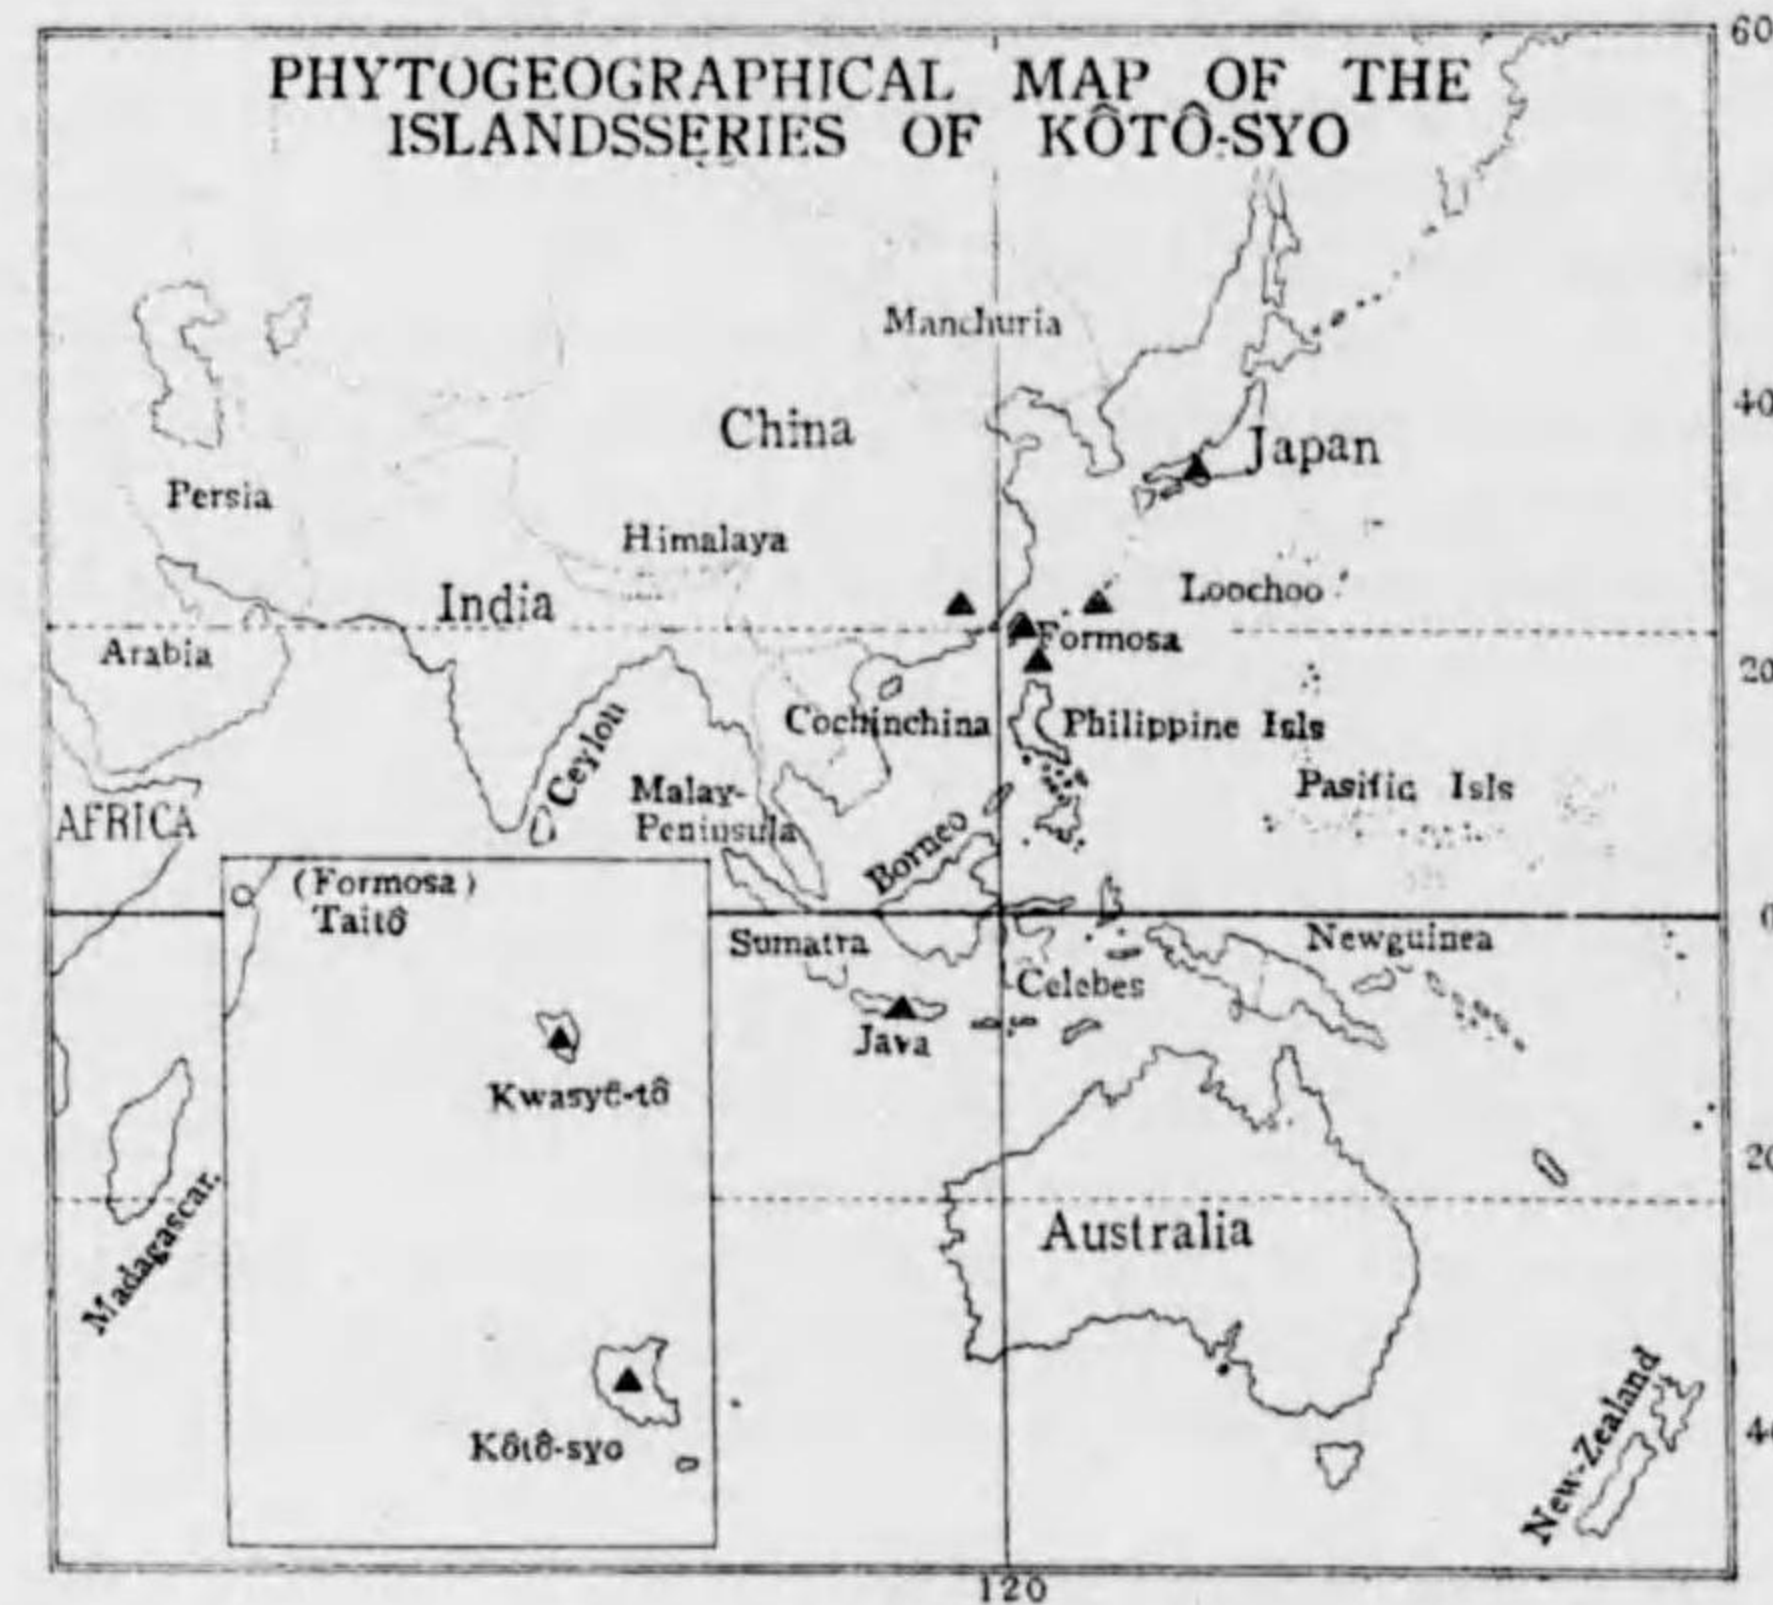 PHYTOGEOGRAPHICAL MAP OF THE
ISLANDSSERIES OF KÔTÔ-SYO
60
Manchuria
40
China
Japan
Persia
Himalaya
India
Loochoo
Arabia
Formosa
20
Cochinchina
Philippine Isls
Ceylon
Malay-
Peninsula
Pasific Isls
AFRICA
Borneo
(Formosa)
Taitô
0
Sumatra
Newguinea
Celebes
Java
Kwasyô-tô
20
Madagascar.
Australia
Kôtô-syo
New-Zealand
120